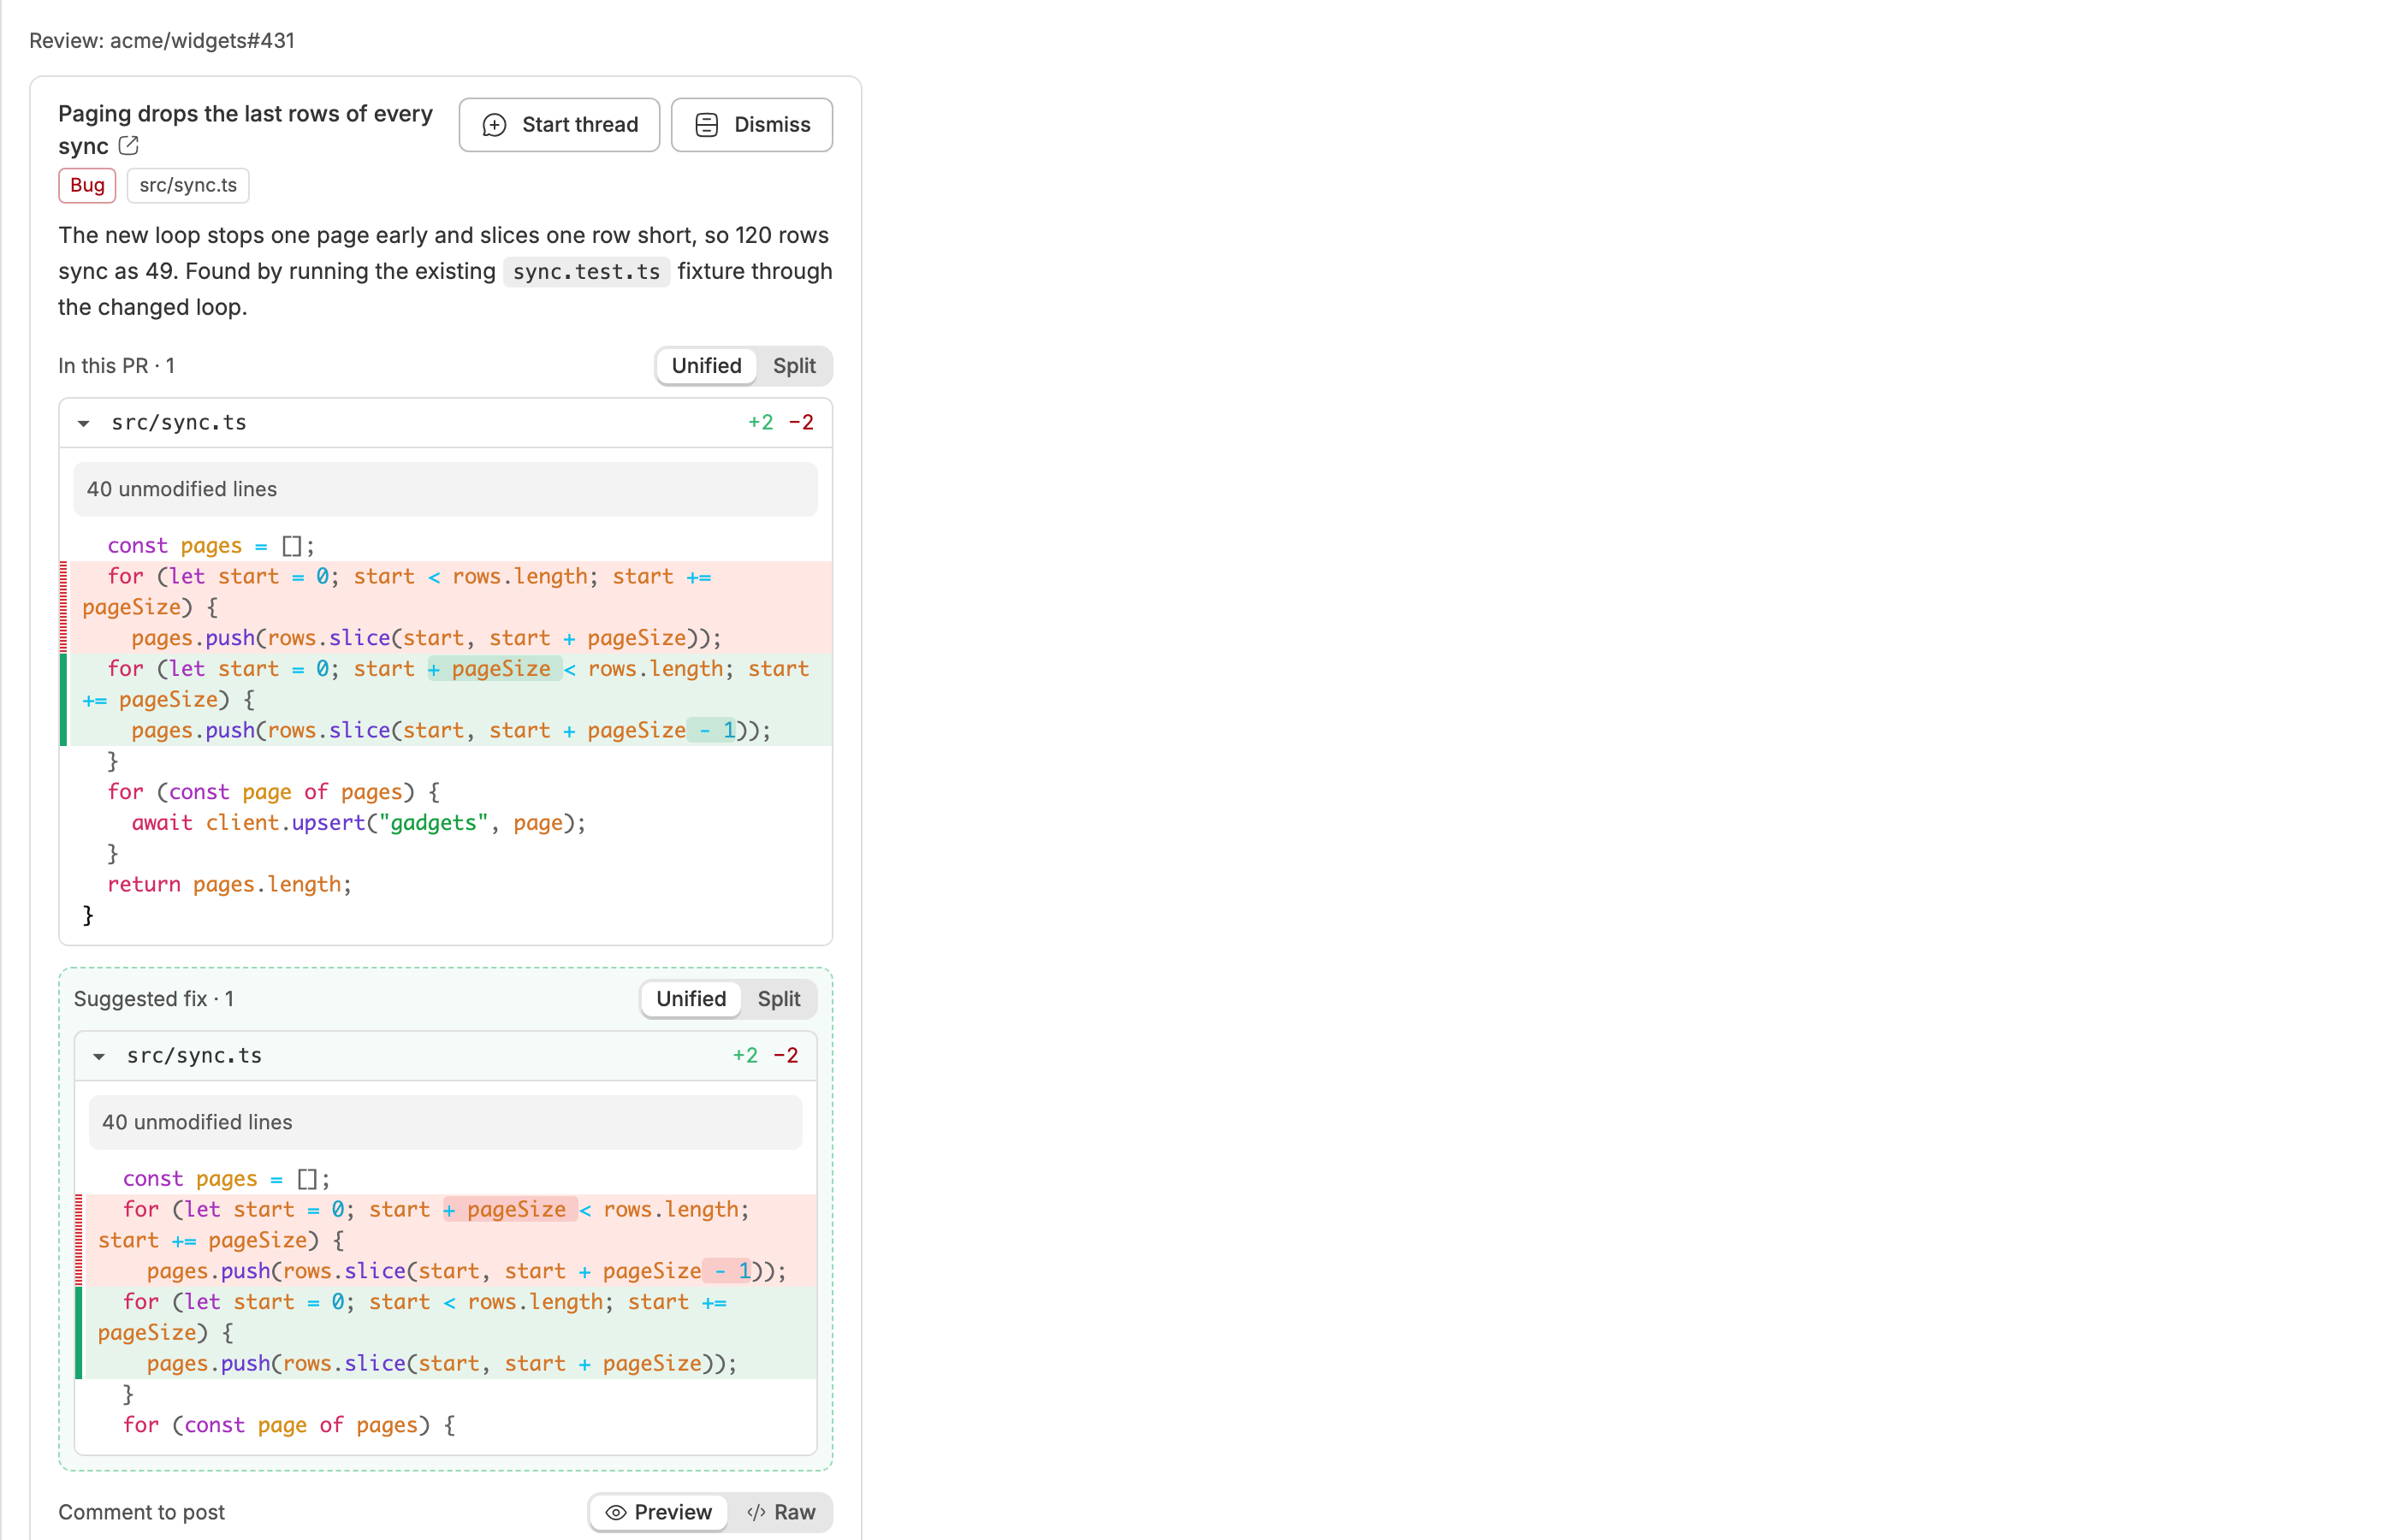 Review: acme/widgets#431
Paging drops the last rows of every
sync
Start thread
Dismiss
Bug
src/sync.ts
The new loop stops one page early and slices one row short, so 120 rows
sync as 49. Found by running the existing sync.test.ts fixture through
the changed loop.
In this PR · 1
Unified
Split
src/sync.ts
+2 −2
40 unmodified lines
const pages = [];
for (let start = 0; start < rows.length; start +=
pageSize) {
pages.push(rows.slice(start, start + pageSize));
for (let start = 0; start + pageSize < rows.length; start
+= pageSize) {
pages.push(rows.slice(start, start + pageSize - 1));
}
for (const page of pages) {
await client.upsert("gadgets", page);
}
return pages.length;
}
Suggested fix · 1
Unified
Split
src/sync.ts
+2 −2
40 unmodified lines
const pages = [];
for (let start = 0; start + pageSize < rows.length;
start += pageSize) {
pages.push(rows.slice(start, start + pageSize - 1));
for (let start = 0; start < rows.length; start +=
pageSize) {
pages.push(rows.slice(start, start + pageSize));
}
for (const page of pages) {
Comment to post
Preview
</> Raw